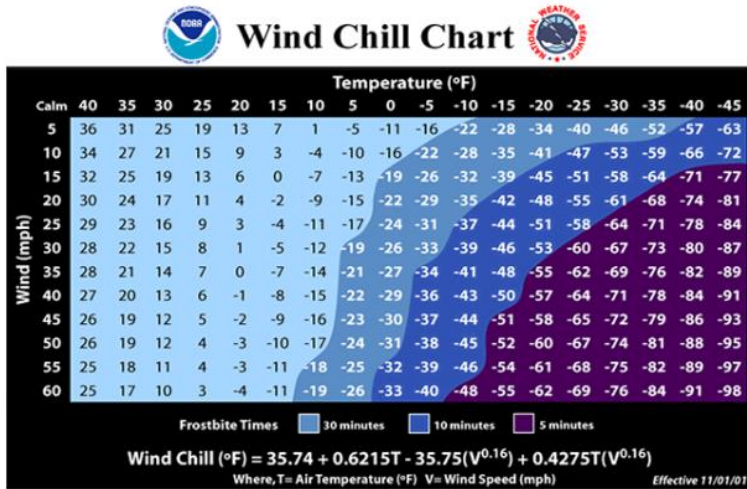 NOAA
Wind Chill Chart
NATIONAL WEATHER SERVICE
Temperature (ºF)
Calm 40 35 30 25 20 15 10 5 0 -5 -10 -15 -20 -25 -30 -35 -40 -45
5 36 31 25 19 13 7 1 -5 -11 -16 -22 -28 -34 -40 -46 -52 -57 -63
10 34 27 21 15 9 3 -4 -10 -16 -22 -28 -35 -41 -47 -53 -59 -66 -72
15 32 25 19 13 6 0 -7 -13 -19 -26 -32 -39 -45 -51 -58 -64 -71 -77
20 30 24 17 11 4 -2 -9 -15 -22 -29 -35 -42 -48 -55 -61 -68 -74 -81
25 29 23 16 9 3 -4 -11 -17 -24 -31 -37 -44 -51 -58 -64 -71 -78 -84
30 28 22 15 8 1 -5 -12 -19 -26 -33 -39 -46 -53 -60 -67 -73 -80 -87
35 28 21 14 7 0 -7 -14 -21 -27 -34 -41 -48 -55 -62 -69 -76 -82 -89
40 27 20 13 6 -1 -8 -15 -22 -29 -36 -43 -50 -57 -64 -71 -78 -84 -91
45 26 19 12 5 -2 -9 -16 -23 -30 -37 -44 -51 -58 -65 -72 -79 -86 -93
50 26 19 12 4 -3 -10 -17 -24 -31 -38 -45 -52 -60 -67 -74 -81 -88 -95
55 25 18 11 4 -3 -11 -18 -25 -32 -39 -46 -54 -61 -68 -75 -82 -89 -97
60 25 17 10 3 -4 -11 -19 -26 -33 -40 -48 -55 -62 -69 -76 -84 -91 -98
Wind (mph)
Frostbite Times 30 minutes 10 minutes 5 minutes
Wind Chill (ºF) = 35.74 + 0.6215T - 35.75(V0.16) + 0.4275T(V0.16)
Where, T= Air Temperature (ºF) V= Wind Speed (mph)
Effective 11/01/01